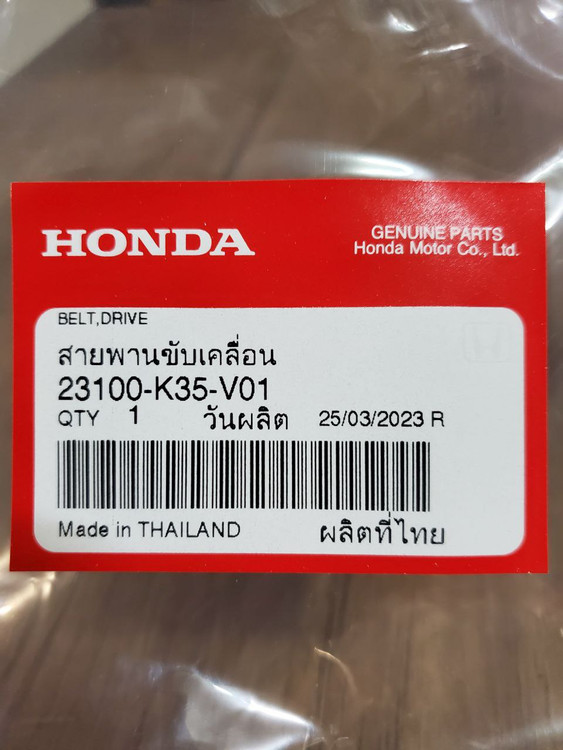 HONDA
GENUINE PARTS
Honda Motor Co., Ltd.
BELT,DRIVE
สายพานขับเคลื่อน
23100-K35-V01
QTY 1 วันผลิต 25/03/2023 R
Made in THAILAND ผลิตที่ไทย